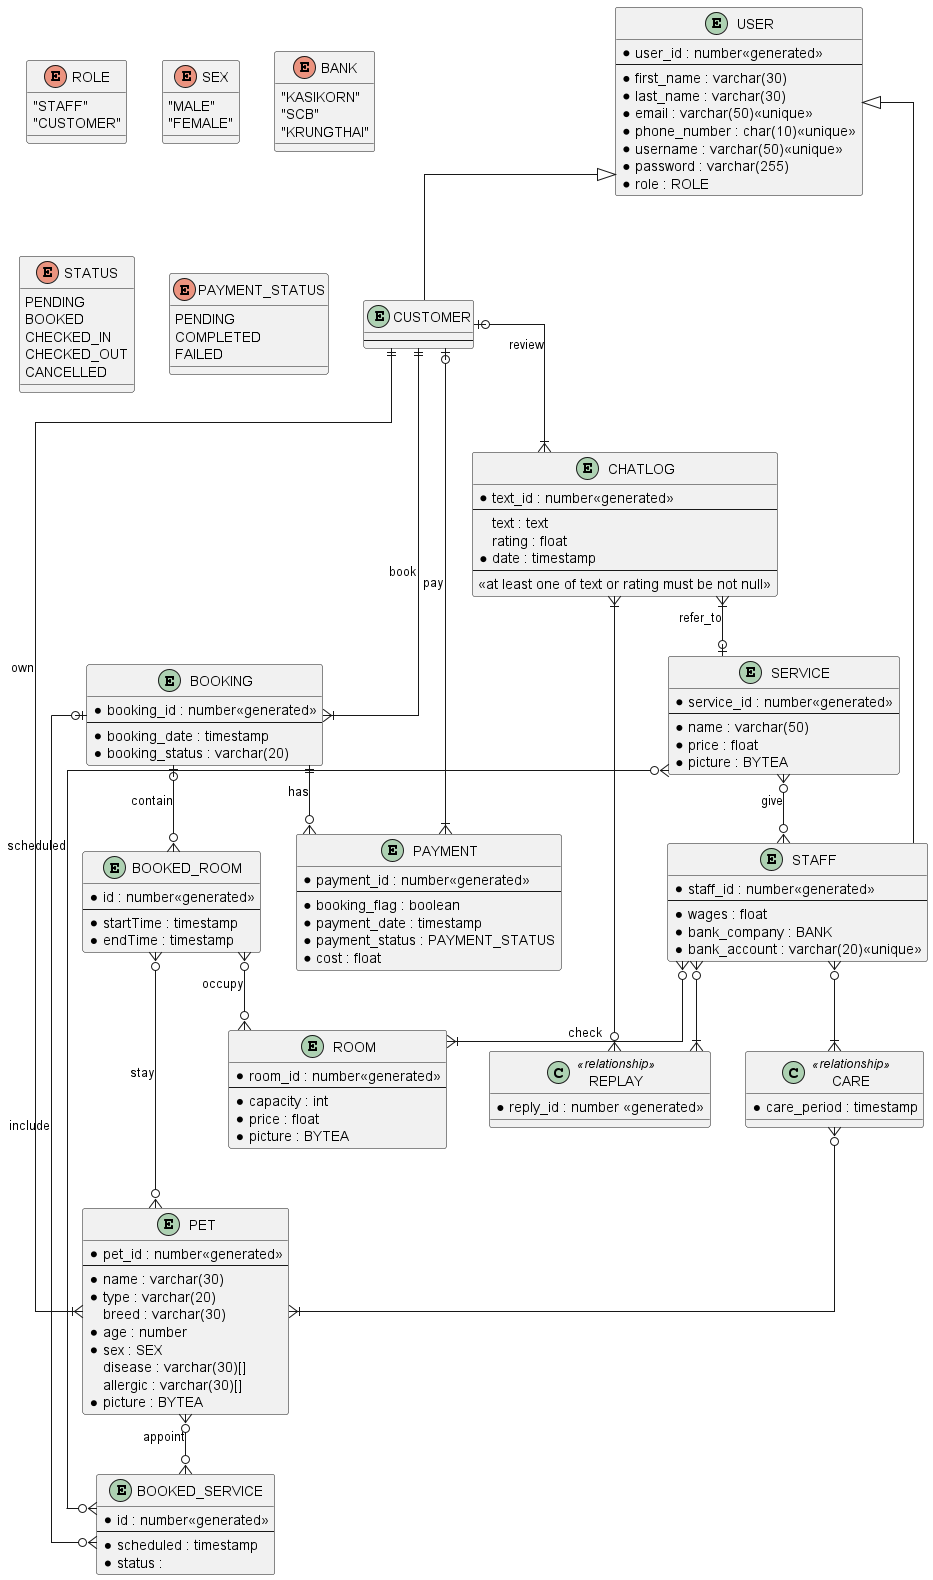 E USER
* user_id : number«generated»
* first_name : varchar(30)
* last_name : varchar(30)
* email : varchar(50)«unique»
* phone_number : char(10)«unique»
* username : varchar(50)«unique»
* password : varchar(255)
* role : ROLE
E ROLE
"STAFF"
"CUSTOMER"
E SEX
"MALE"
"FEMALE"
E BANK
"KASIKORN"
"SCB"
"KRUNGTHAI"
E STATUS
PENDING
BOOKED
CHECKED_IN
CHECKED_OUT
CANCELLED
E PAYMENT_STATUS
PENDING
COMPLETED
FAILED
E CUSTOMER
review
E CHATLOG
* text_id : number«generated»
text : text
rating : float
* date : timestamp
«at least one of text or rating must be not null»
book
pay
refer_to
own
E BOOKING
* booking_id : number«generated»
* booking_date : timestamp
* booking_status : varchar(20)
E SERVICE
* service_id : number«generated»
* name : varchar(50)
* price : float
* picture : BYTEA
contain
has
give
scheduled
E BOOKED_ROOM
* id : number«generated»
* startTime : timestamp
* endTime : timestamp
E PAYMENT
* payment_id : number«generated»
* booking_flag : boolean
* payment_date : timestamp
* payment_status : PAYMENT_STATUS
* cost : float
E STAFF
* staff_id : number«generated»
* wages : float
* bank_company : BANK
* bank_account : varchar(20)«unique»
occupy
check
E ROOM
* room_id : number«generated»
* capacity : int
* price : float
* picture : BYTEA
C «relationship»
REPLAY
* reply_id : number «generated»
C «relationship»
CARE
* care_period : timestamp
stay
include
E PET
* pet_id : number«generated»
* name : varchar(30)
* type : varchar(20)
breed : varchar(30)
* age : number
* sex : SEX
disease : varchar(30)[]
allergic : varchar(30)[]
* picture : BYTEA
appoint
E BOOKED_SERVICE
* id : number«generated»
* scheduled : timestamp
* status :